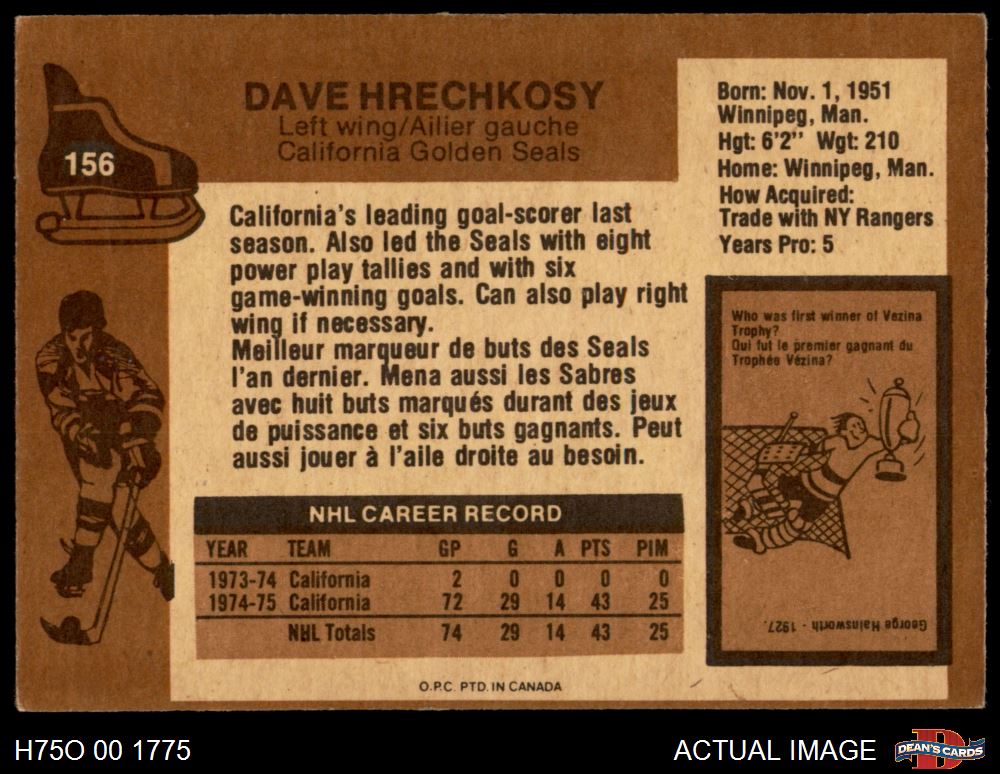 156
DAVE HRECHKOSY
Left wing/Ailier gauche
California Golden Seals
Born: Nov. 1, 1951
Winnipeg, Man.
Hgt: 6'2'' Wgt: 210
Home: Winnipeg, Man.
How Acquired:
Trade with NY Rangers
Years Pro: 5
California's leading goal-scorer last
season. Also led the Seals with eight
power play tallies and with six
game-winning goals. Can also play right
wing if necessary.
Meilleur marqueur de buts des Seals
l'an dernier. Mena aussi les Sabres
avec huit buts marqués durant des jeux
de puissance et six buts gagnants. Peut
aussi jouer à l'aile droite au besoin.
Who was first winner of Vezina
Trophy?
Qui fut le premier gagnant du
Trophée Vézina?
George Hainsworth - 1927.
NHL CAREER RECORD
YEAR TEAM GP G A PTS PIM
1973-74 California 2 0 0 0 0
1974-75 California 72 29 14 43 25
NHL Totals 74 29 14 43 25
O.P.C. PTD. IN CANADA
H75O 00 1775
ACTUAL IMAGE
D
DEAN'S CARDS